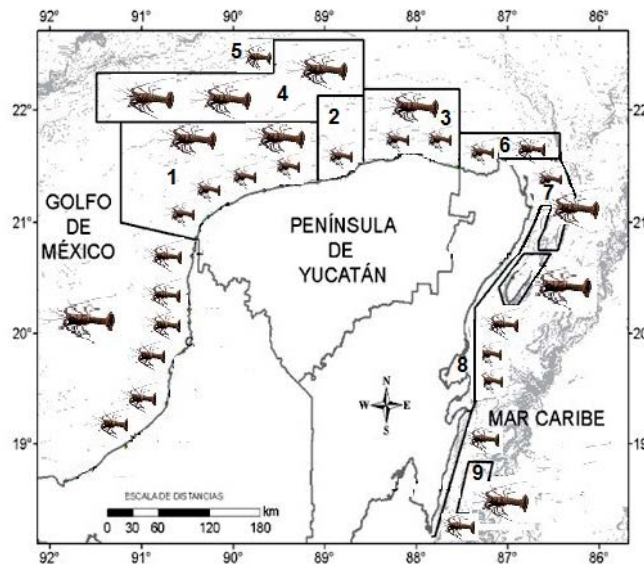 92° 91° 90° 89° 88° 87° 86°
5
4
22° 22°
2
3
6
1
7
21° 21°
GOLFO
DE
MÉXICO
PENÍNSULA
DE
YUCATÁN
20° 20°
8
N
W E
S
19° 19°
MAR CARIBE
9
ESCALA DE DISTANCIAS
km
0 30 60 120 180
92° 91° 90° 89° 88° 87° 86°